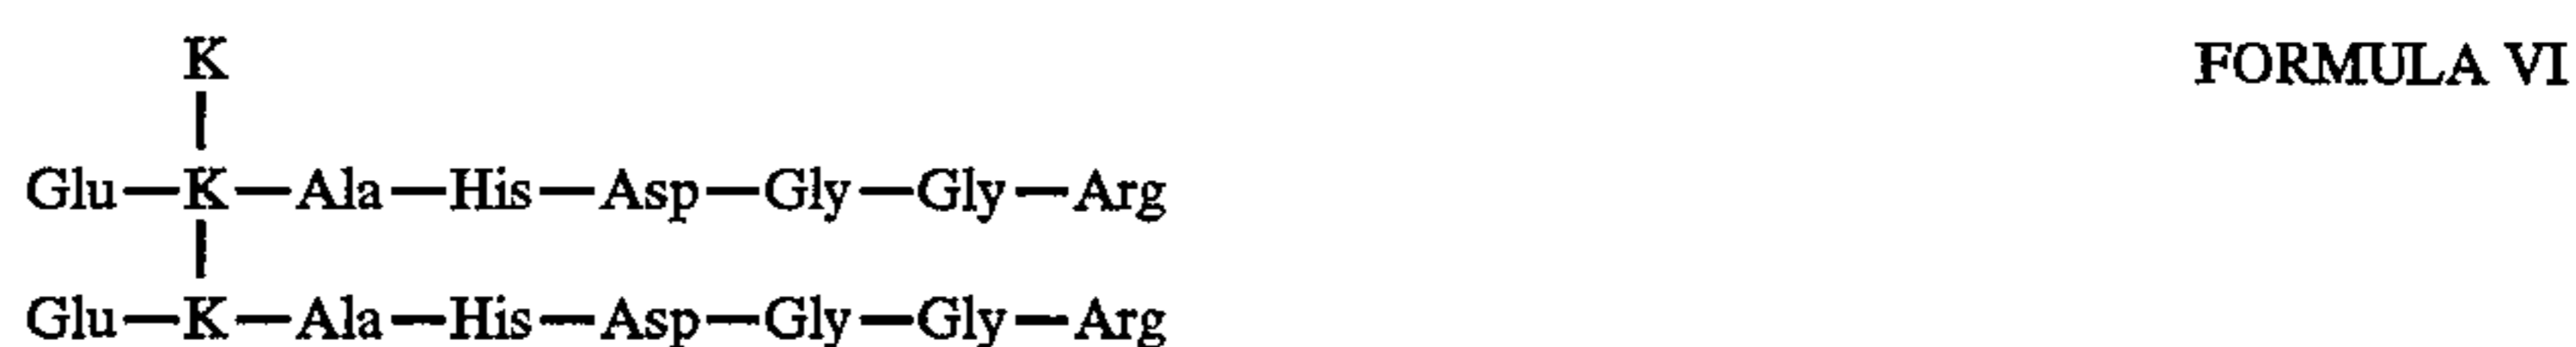 K FORMULA VI
Glu—K—Ala—His—Asp—Gly—Gly—Arg
Glu—K—Ala—His—Asp—Gly—Gly—Arg